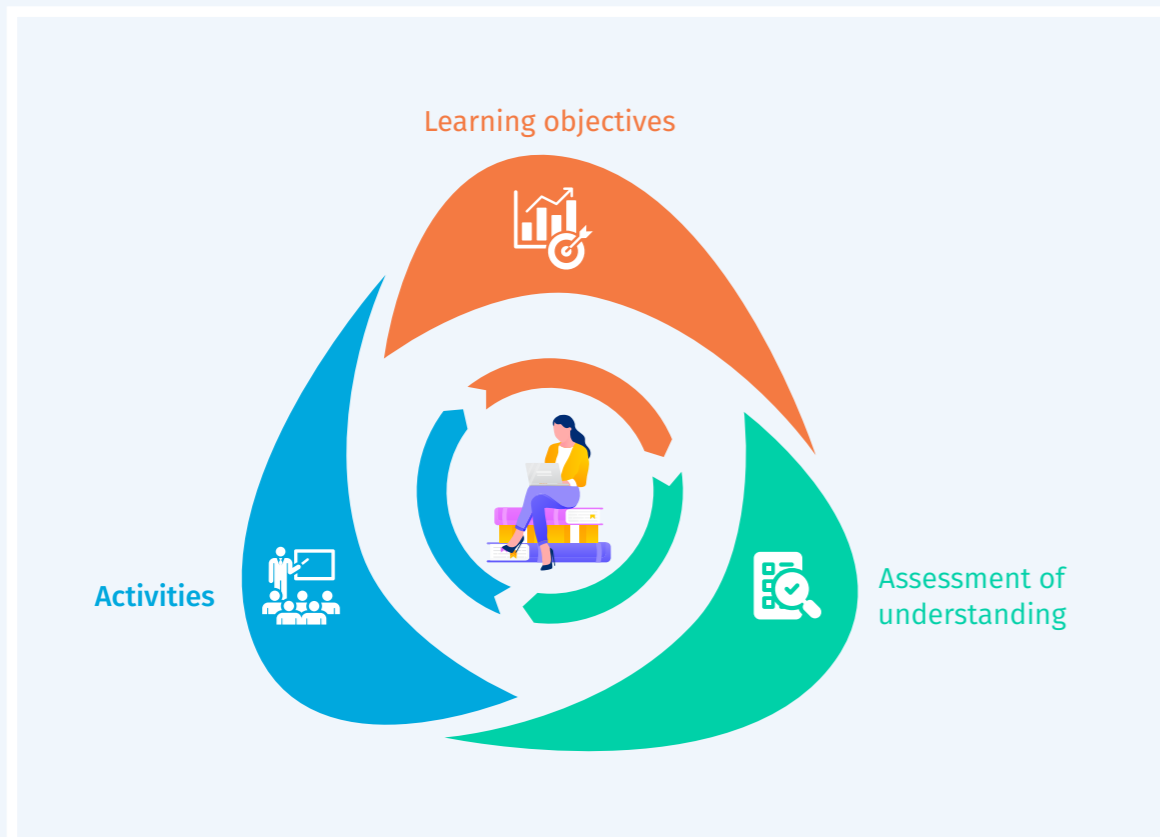 Learning objectives
Activities
Assessment of
understanding